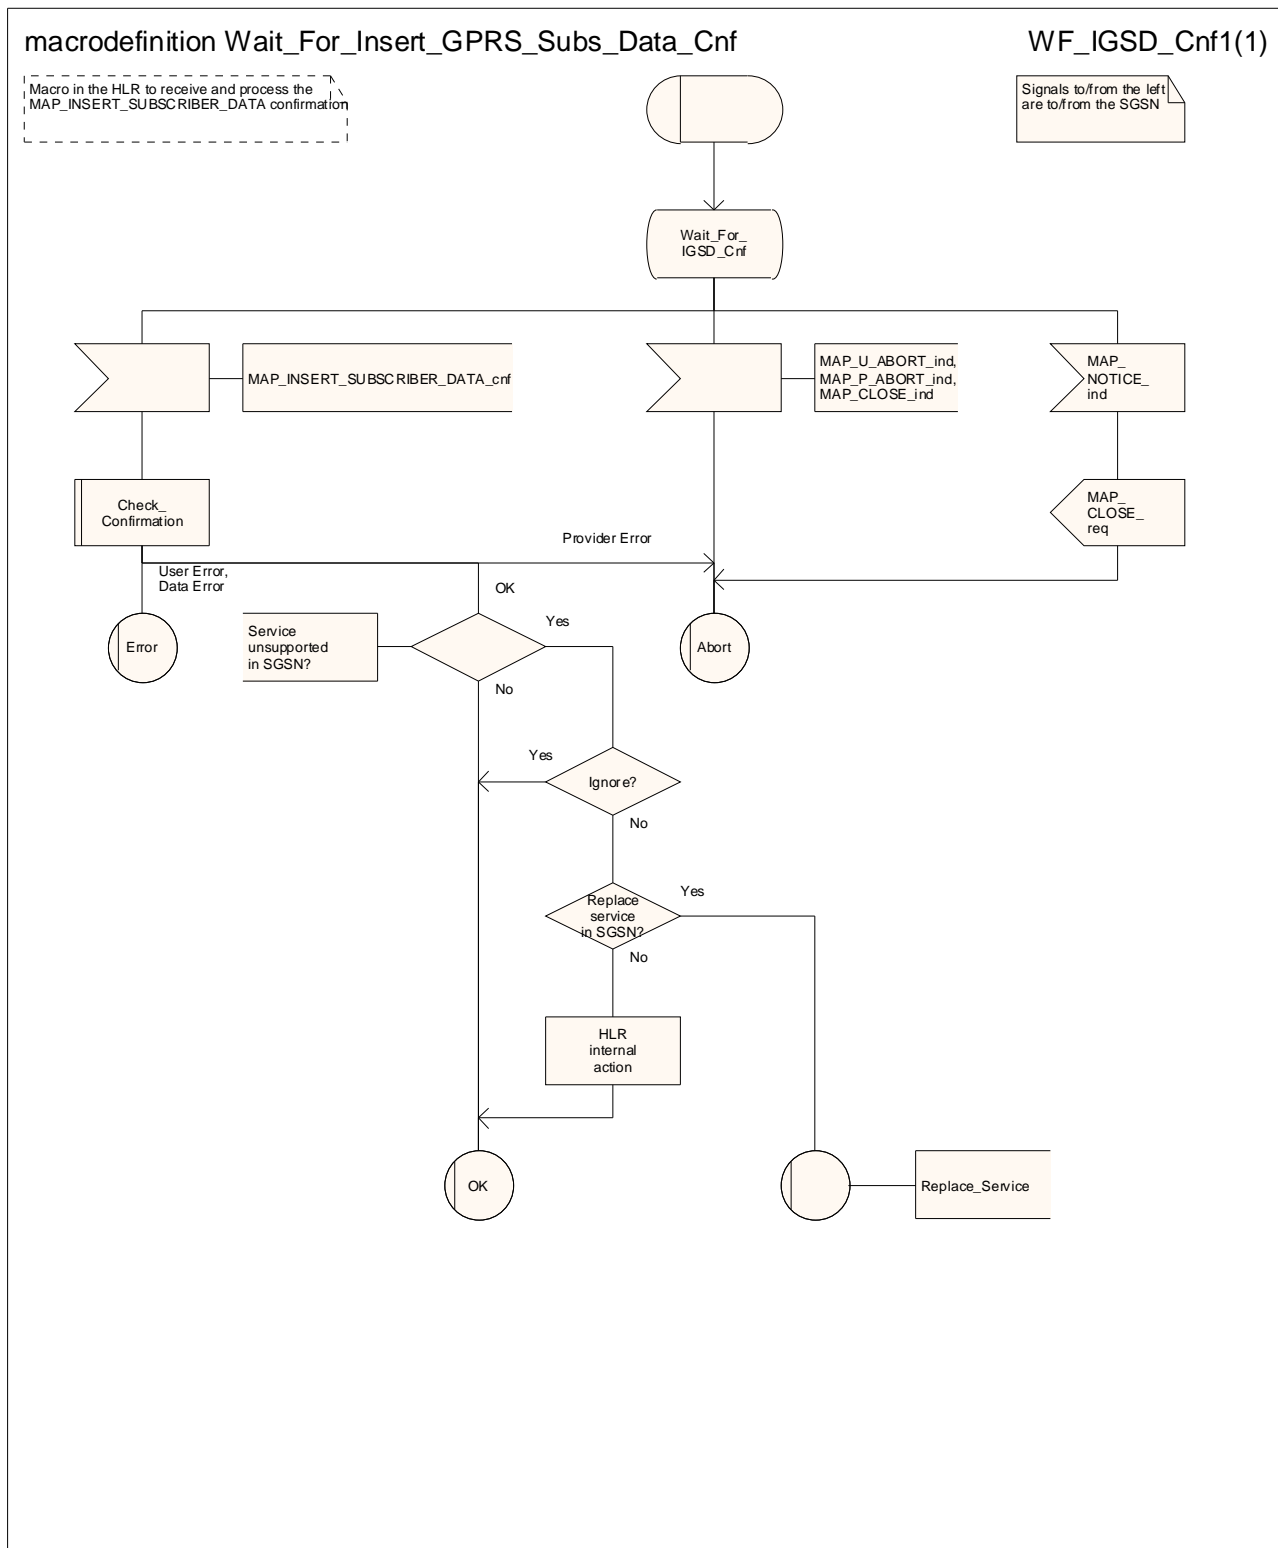 macrodefinition Wait_For_Insert_GPRS_Subs_Data_Cnf
WF_IGSD_Cnf1(1)
Macro in the HLR to receive and process the
MAP_INSERT_SUBSCRIBER_DATA confirmation
Signals to/from the left
are to/from the SGSN
Wait_For_
IGSD_Cnf
MAP_INSERT_SUBSCRIBER_DATA_cnf
MAP_U_ABORT_ind,
MAP_P_ABORT_ind,
MAP_CLOSE_ind
MAP_
NOTICE_
ind
Check_
Confirmation
MAP_
CLOSE_
req
Provider Error
User Error,
Data Error
OK
Error
Service
unsupported
in SGSN?
Yes
Abort
No
Yes
Ignore?
No
Replace
service
in SGSN?
Yes
No
HLR
internal
action
OK
Replace_Service